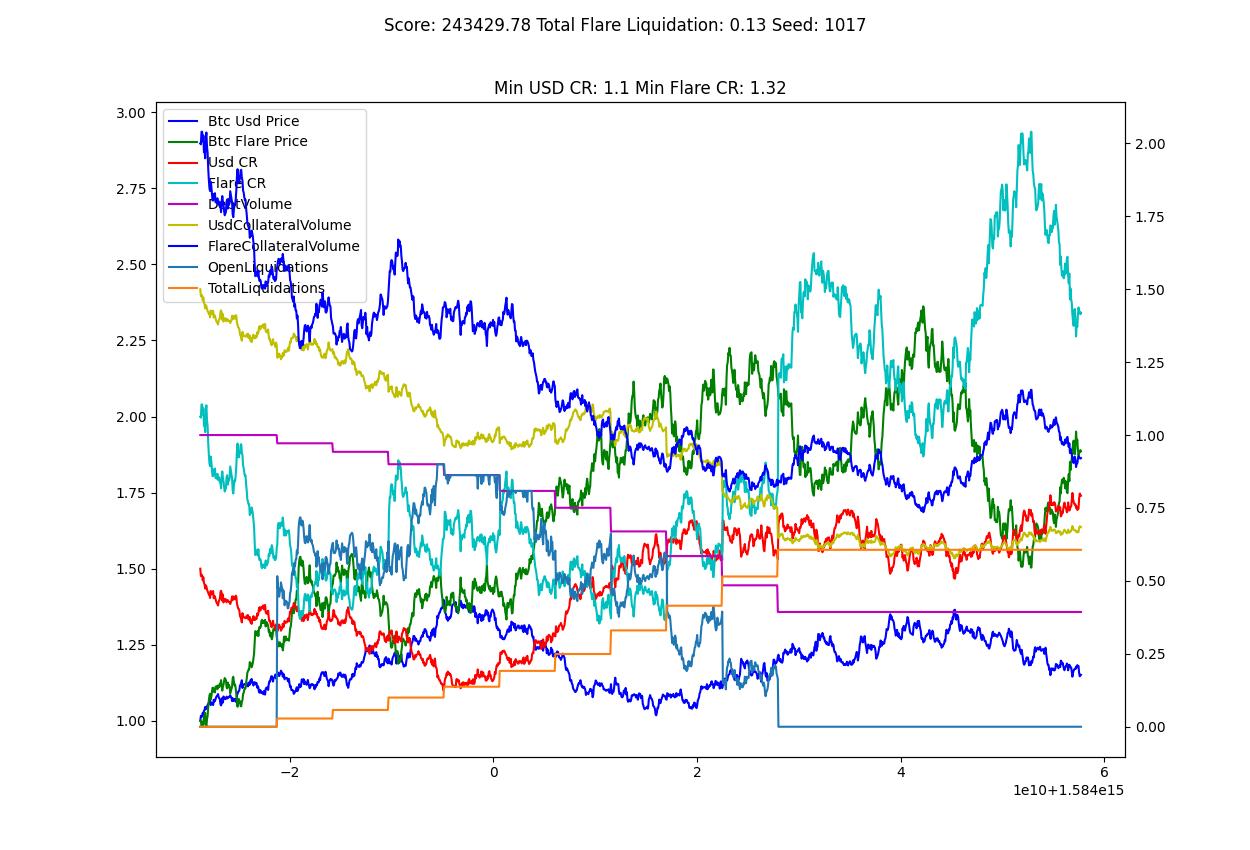 Score: 243429.78 Total Flare Liquidation: 0.13 Seed: 1017
Min USD CR: 1.1 Min Flare CR: 1.32
3.00
2.75
2.50
2.25
2.00
1.75
1.50
1.25
1.00
Btc Usd Price
Btc Flare Price
Usd CR
Flare CR
DebtVolume
UsdCollateralVolume
FlareCollateralVolume
OpenLiquidations
TotalLiquidations
2.00
1.75
1.50
1.25
1.00
0.75
0.50
0.25
0.00
−2 0 2 4 6
1e10+1.584e15